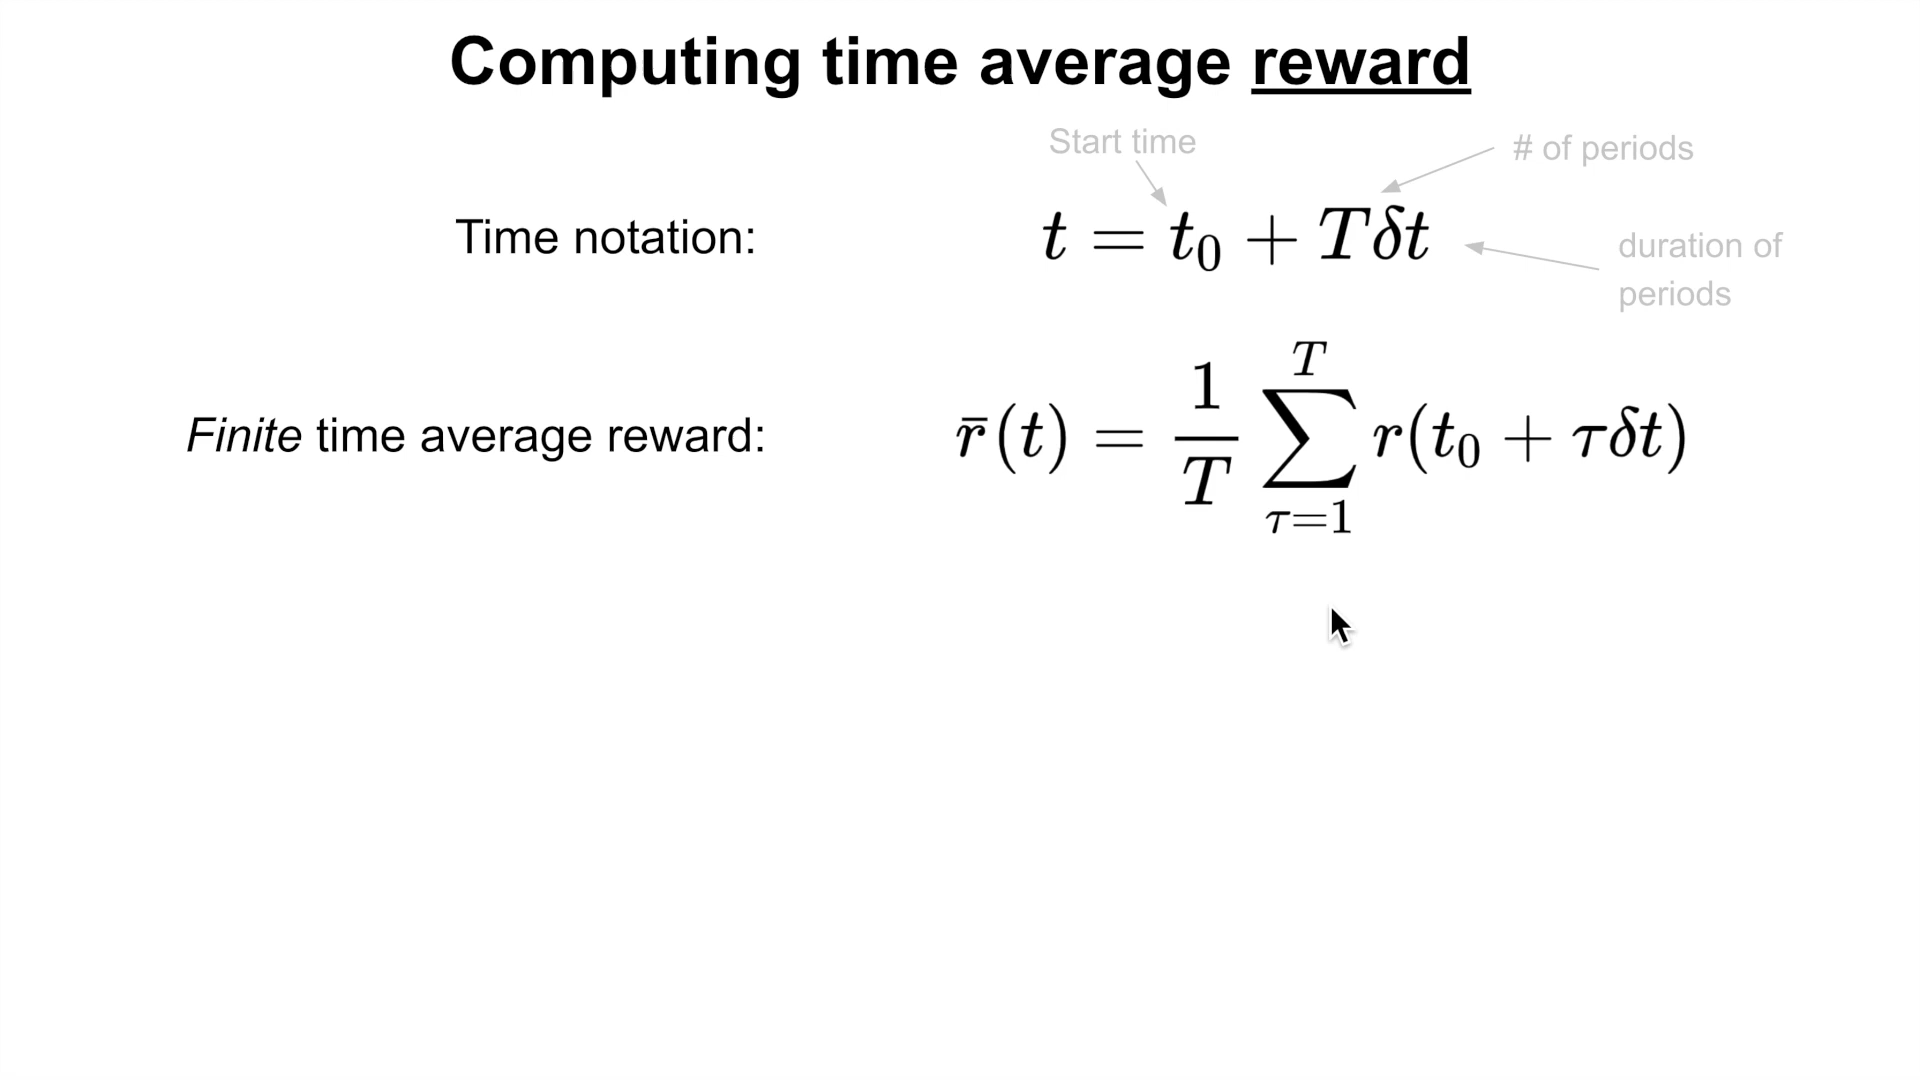 Computing time average reward
Start time
# of periods
Time notation:
t = t₀ + Tδt
duration of
periods
Finite time average reward:
r̄(t) = 1/T ∑_{τ=1}^{T} r(t₀ + τδt)